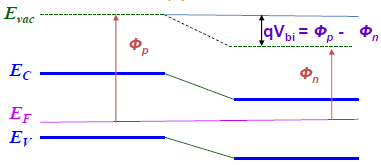 E_vac
qV_bi = Φ_p - Φ_n
Φ_p
E_C
Φ_n
E_F
E_V